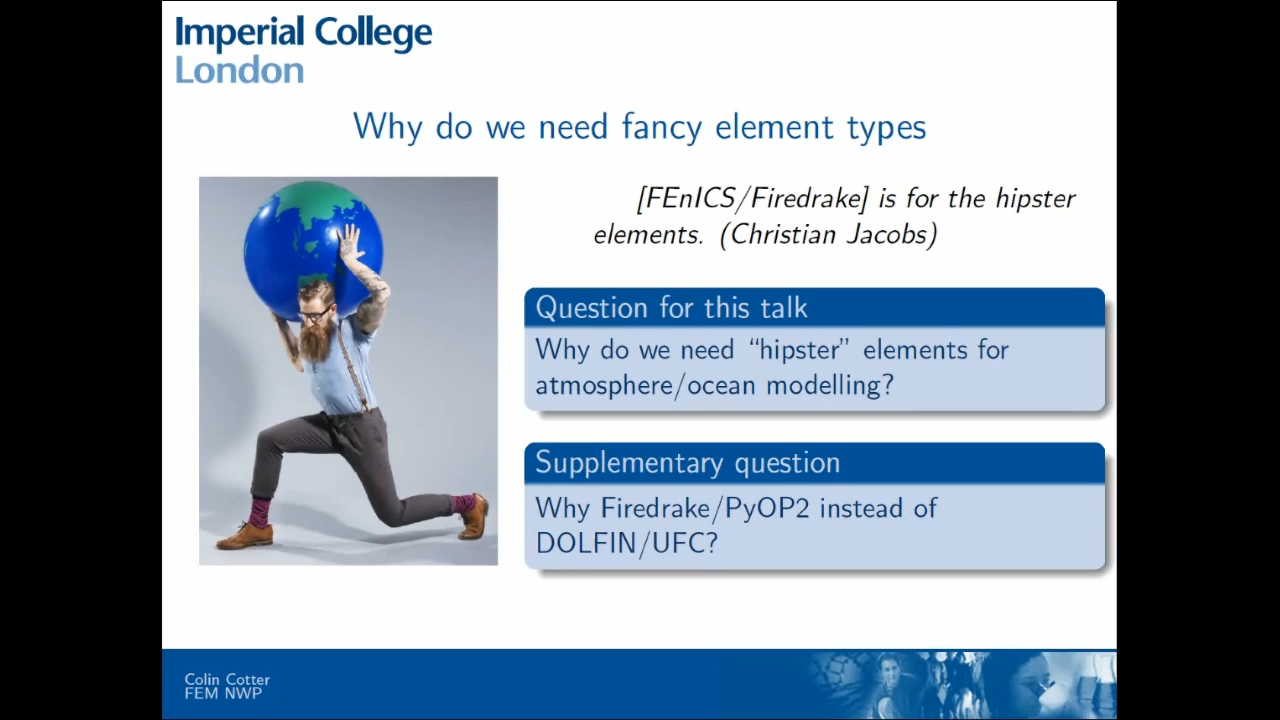 Imperial College
London
Why do we need fancy element types
[FEnICS/Firedrake] is for the hipster
elements. (Christian Jacobs)
Question for this talk
Why do we need “hipster” elements for
atmosphere/ocean modelling?
Supplementary question
Why Firedrake/PyOP2 instead of
DOLFIN/UFC?
Colin Cotter
FEM NWP